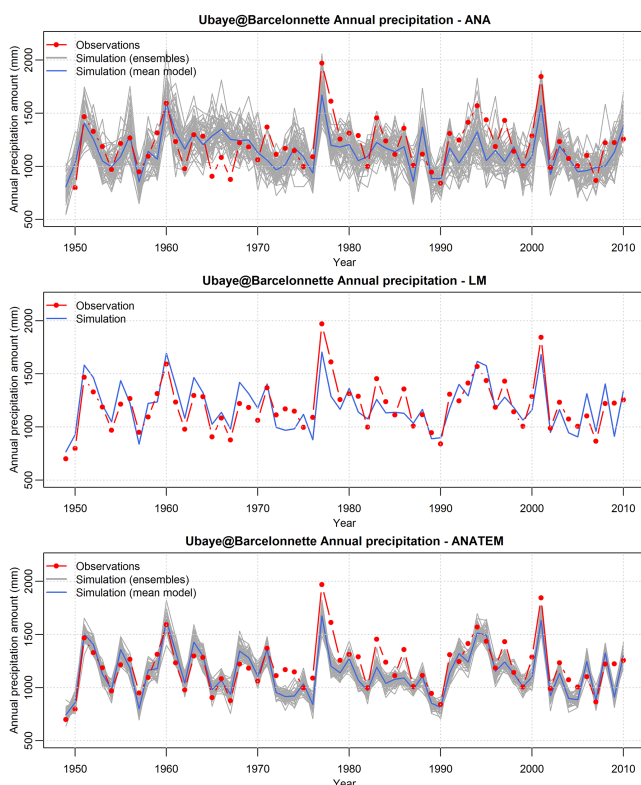 Ubaye@Barcelonnette Annual precipitation - ANA
Observations
Simulation (ensembles)
Simulation (mean model)
Annual precipitation amount (mm)
500 1000 1500 2000
1950 1960 1970 1980 1990 2000 2010
Year
Ubaye@Barcelonnette Annual precipitation - LM
Observation
Simulation
Annual precipitation amount (mm)
500 1000 1500 2000
1950 1960 1970 1980 1990 2000 2010
Year
Ubaye@Barcelonnette Annual precipitation - ANATEM
Observations
Simulation (ensembles)
Simulation (mean model)
Annual precipitation amount (mm)
500 1000 1500 2000
1950 1960 1970 1980 1990 2000 2010
Year